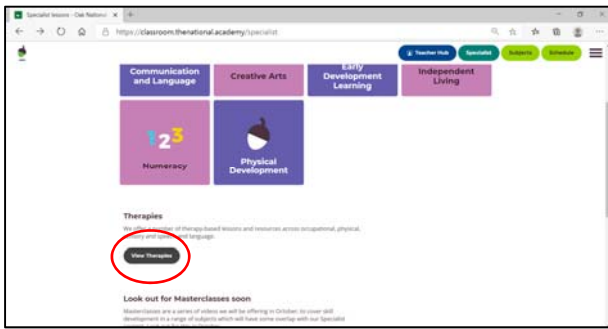 Specialist lessons - Oak National
https://classroom.thenational.academy/specialist
Teacher Hub Specialist Subjects Schedule
Communication and Language
Creative Arts
Early Development Learning
Independent Living
123
Numeracy
Physical Development
Therapies
We offer a number of therapy-based lessons and resources across occupational, physical,
sensory and speech and language.
View Therapies
Look out for Masterclasses soon
Masterclasses are a series of videos we will be offering in October, to cover skill
development in a range of subjects which will have some overlap with our Specialist